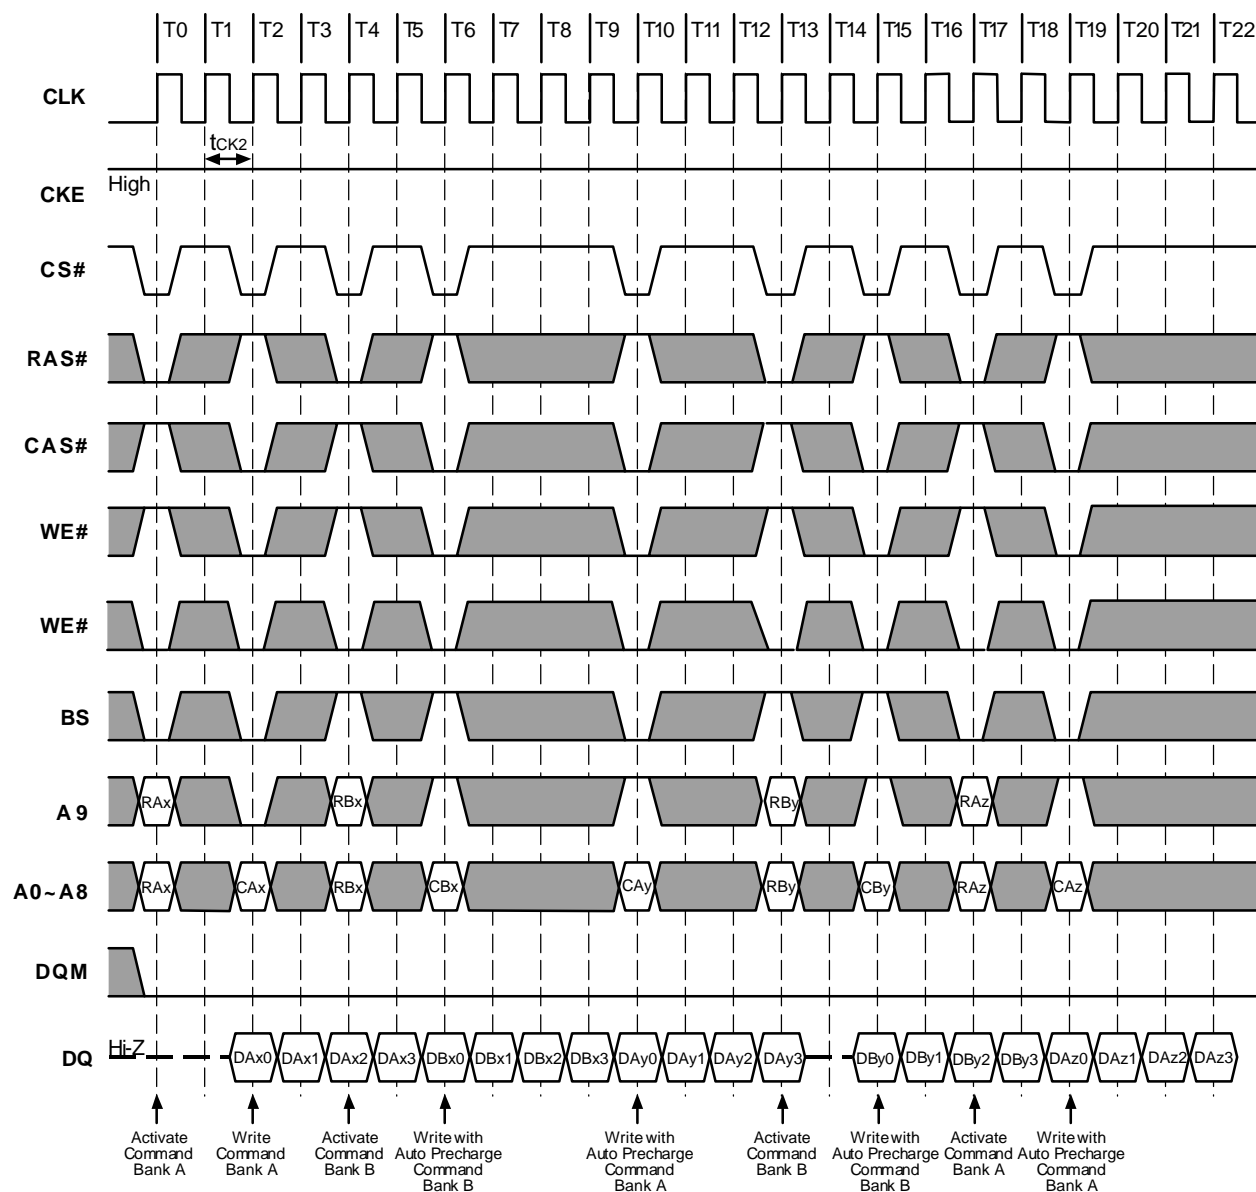 T0 T1 T2 T3 T4 T5 T6 T7 T8 T9 T10 T11 T12 T13 T14 T15 T16 T17 T18 T19 T20 T21 T22
CLK
tCK2
High
CKE
CS#
RAS#
CAS#
WE#
WE#
BS
A9 RAx RBx RBy RAz
A0~A8 RAx CAx RBx CBx CAy RBy CBy RAz CAz
DQM
DQ Hi-Z DAx0 DAx1 DAx2 DAx3 DBx0 DBx1 DBx2 DBx3 DAy0 DAy1 DAy2 DAy3 DBy0 DBy1 DBy2 DBy3 DAz0 DAz1 DAz2 DAz3
Activate
Command
Bank A
Write
Command
Bank A
Activate
Command
Bank B
Write with
Auto Precharge
Command
Bank B
Write with
Auto Precharge
Command
Bank A
Activate
Command
Bank B
Write with
Auto Precharge
Command
Bank B
Activate
Command
Bank A
Write with
Auto Precharge
Command
Bank A